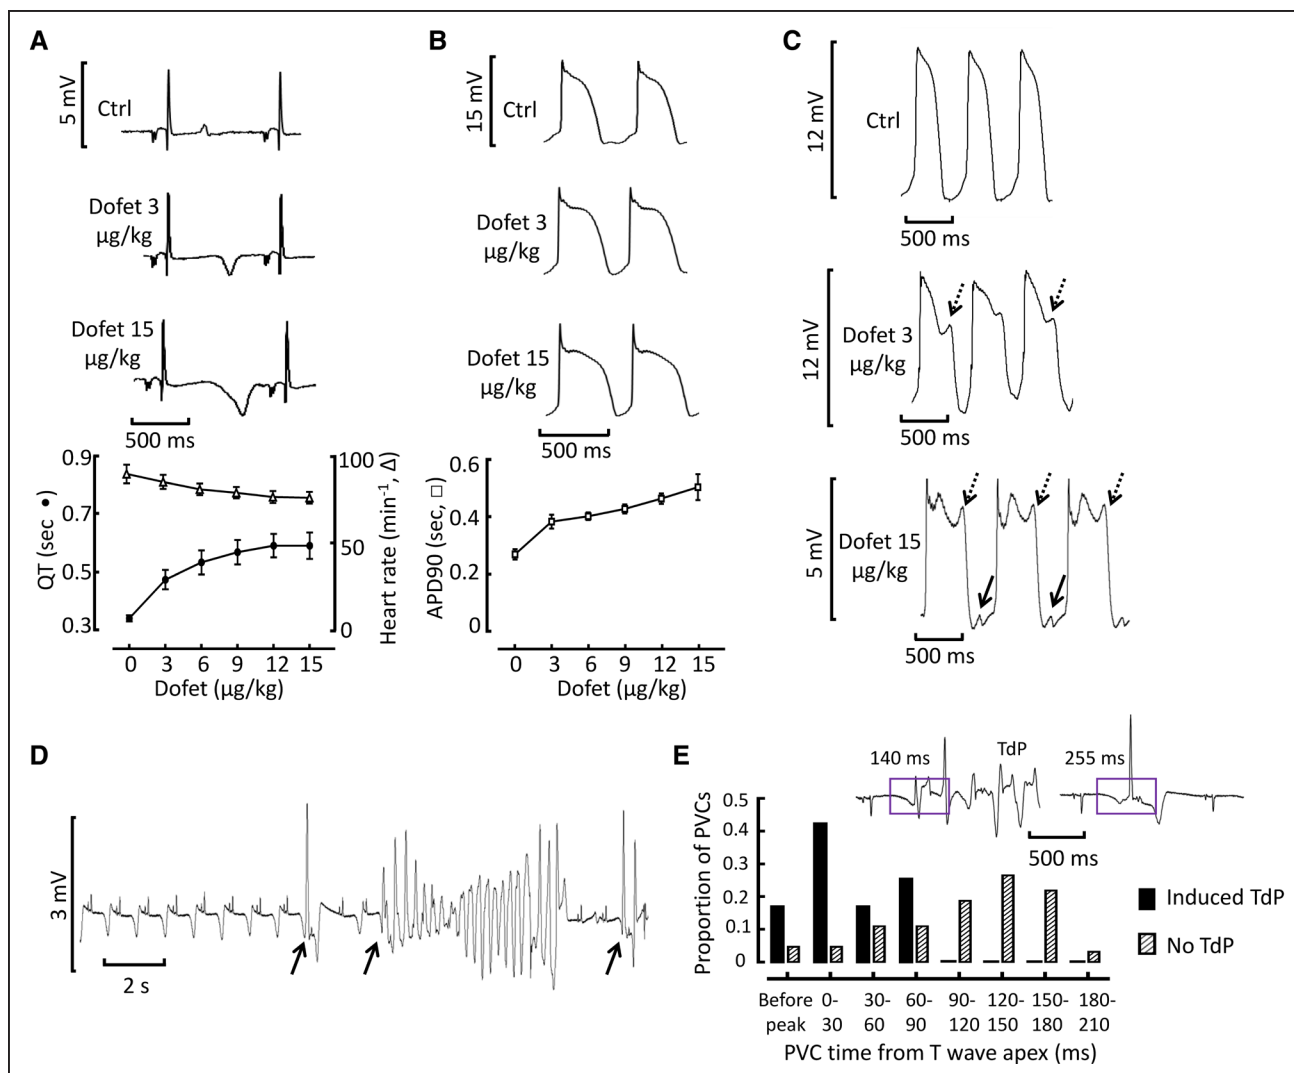 A
5 mV
Ctrl
Dofet 3
µg/kg
Dofet 15
µg/kg
500 ms
0.9
0.7
0.5
0.3
QT (sec ●)
100
50
0
Heart rate (min-1, Δ)
0 3 6 9 12 15
Dofet (µg/kg)
B
15 mV
Ctrl
Dofet 3
µg/kg
Dofet 15
µg/kg
500 ms
0.6
0.4
0.2
0
APD90 (sec, □)
0 3 6 9 12 15
Dofet (µg/kg)
C
12 mV
Ctrl
500 ms
12 mV
Dofet 3
µg/kg
500 ms
5 mV
Dofet 15
µg/kg
500 ms
D
3 mV
2 s
E
140 ms
TdP
255 ms
500 ms
0.5
0.4
0.3
0.2
0.1
0
Proportion of PVCs
Induced TdP
No TdP
Before 0- 30- 60- 90- 120- 150- 180-
peak 30 60 90 120 150 180 210
PVC time from T wave apex (ms)